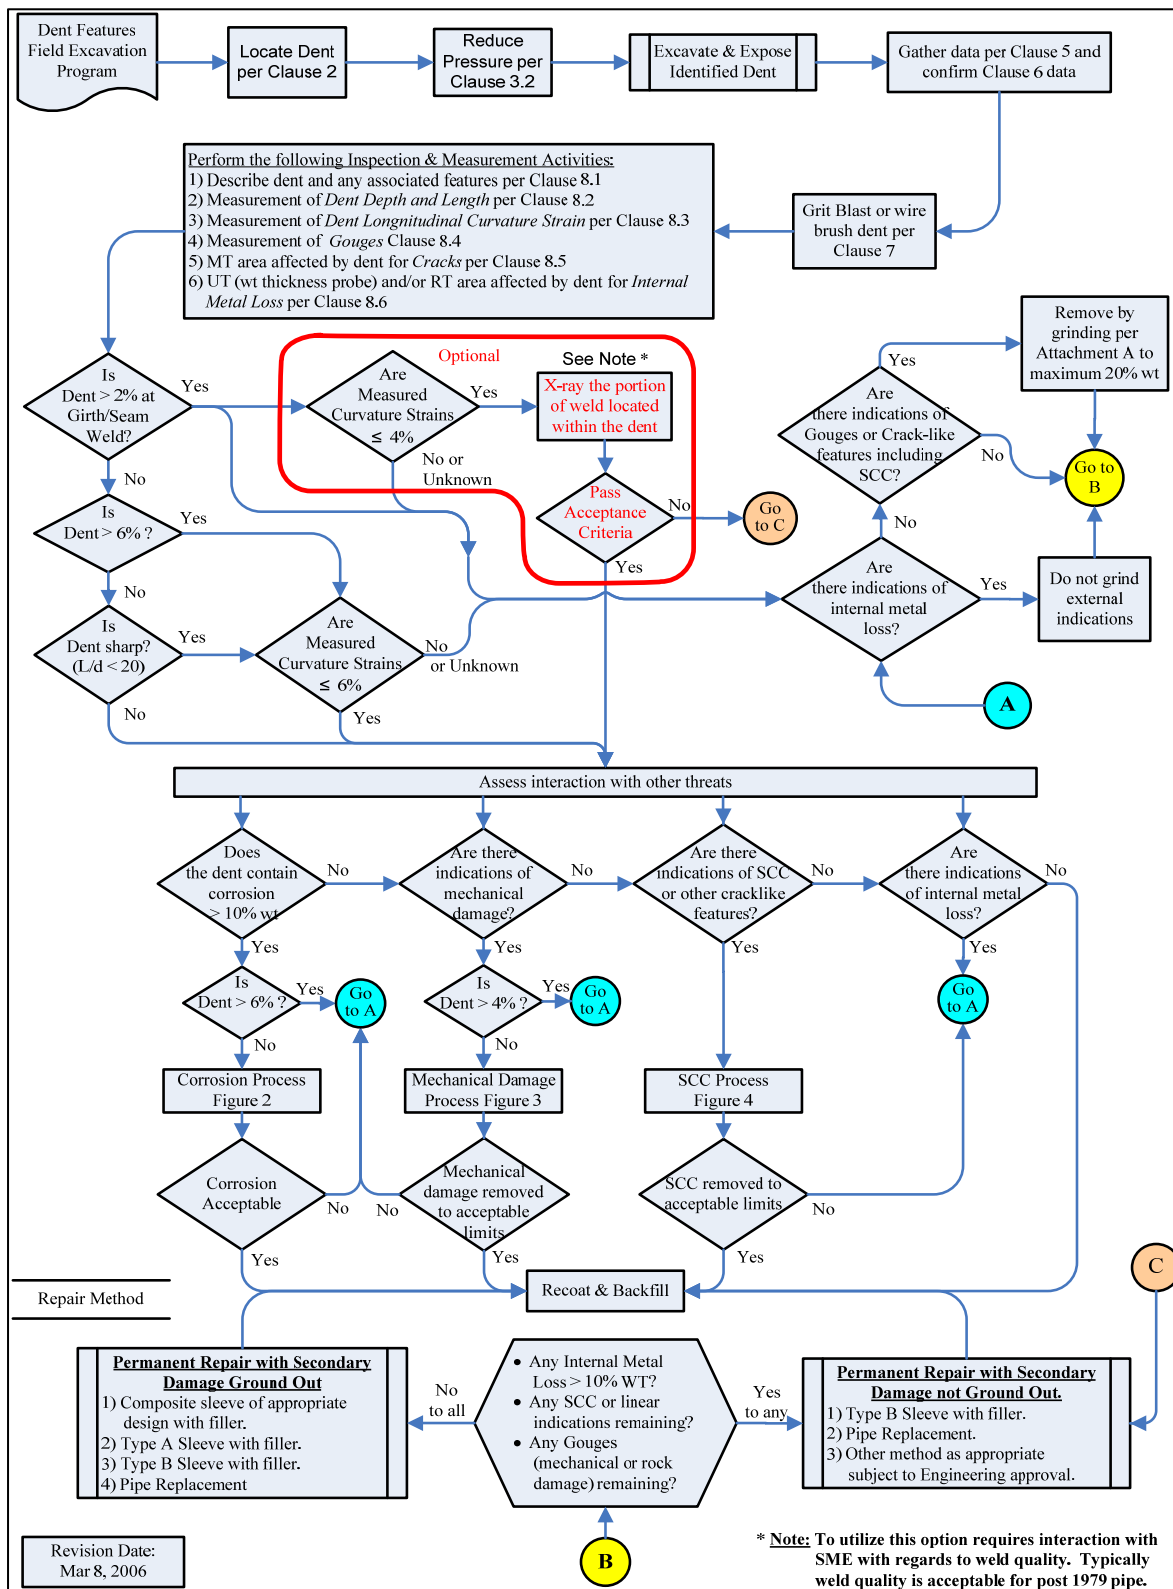 Dent Features
Field Excavation
Program
Locate Dent
per Clause 2
Reduce
Pressure per
Clause 3.2
Excavate & Expose
Identified Dent
Gather data per Clause 5 and
confirm Clause 6 data
Perform the following Inspection & Measurement Activities:
1) Describe dent and any associated features per Clause 8.1
2) Measurement of Dent Depth and Length per Clause 8.2
3) Measurement of Dent Longnitudinal Curvature Strain per Clause 8.3
4) Measurement of Gouges Clause 8.4
5) MT area affected by dent for Cracks per Clause 8.5
6) UT (wt thickness probe) and/or RT area affected by dent for Internal
Metal Loss per Clause 8.6
Grit Blast or wire
brush dent per
Clause 7
Remove by
grinding per
Attachment A to
maximum 20% wt
Optional
See Note *
Is
Dent > 2% at
Girth/Seam
Weld?
Yes
Are
Measured
Curvature Strains
≤ 4%
Yes
X-ray the portion
of weld located
within the dent
Yes
Are
there indications of
Gouges or Crack-like
features including
SCC?
No
Go to
B
No
No or
Unknown
Is
Dent > 6% ?
Yes
Pass
Acceptance
Criteria
No
Go
to C
No
Yes
No
Are
there indications of
internal metal
loss?
Yes
Do not grind
external
indications
Is
Dent sharp?
(L/d < 20)
Yes
Are
Measured
Curvature Strains
≤ 6%
No
or Unknown
No
Yes
A
Assess interaction with other threats
Does
the dent contain
corrosion
> 10% wt
No
Are there
indications of
mechanical
damage?
No
Are there
indications of SCC
or other cracklike
features?
No
Are
there indications
of internal metal
loss?
No
Yes
Yes
Yes
Yes
Is
Dent > 6% ?
Yes
Go
to A
Is
Dent > 4% ?
Yes
Go
to A
Go
to A
No
No
Corrosion Process
Figure 2
Mechanical Damage
Process Figure 3
SCC Process
Figure 4
Corrosion
Acceptable
No
No
Mechanical
damage removed
to acceptable
limits
SCC removed to
acceptable limits
No
Yes
Yes
Yes
C
Recoat & Backfill
Repair Method
Permanent Repair with Secondary
Damage Ground Out
1) Composite sleeve of appropriate
design with filler.
2) Type A Sleeve with filler.
3) Type B Sleeve with filler.
4) Pipe Replacement
No
to all
• Any Internal Metal
Loss > 10% WT?
• Any SCC or linear
indications remaining?
• Any Gouges
(mechanical or rock
damage) remaining?
Yes
to any
Permanent Repair with Secondary
Damage not Ground Out.
1) Type B Sleeve with filler.
2) Pipe Replacement.
3) Other method as appropriate
subject to Engineering approval.
B
Revision Date:
Mar 8, 2006
* Note: To utilize this option requires interaction with
SME with regards to weld quality. Typically
weld quality is acceptable for post 1979 pipe.